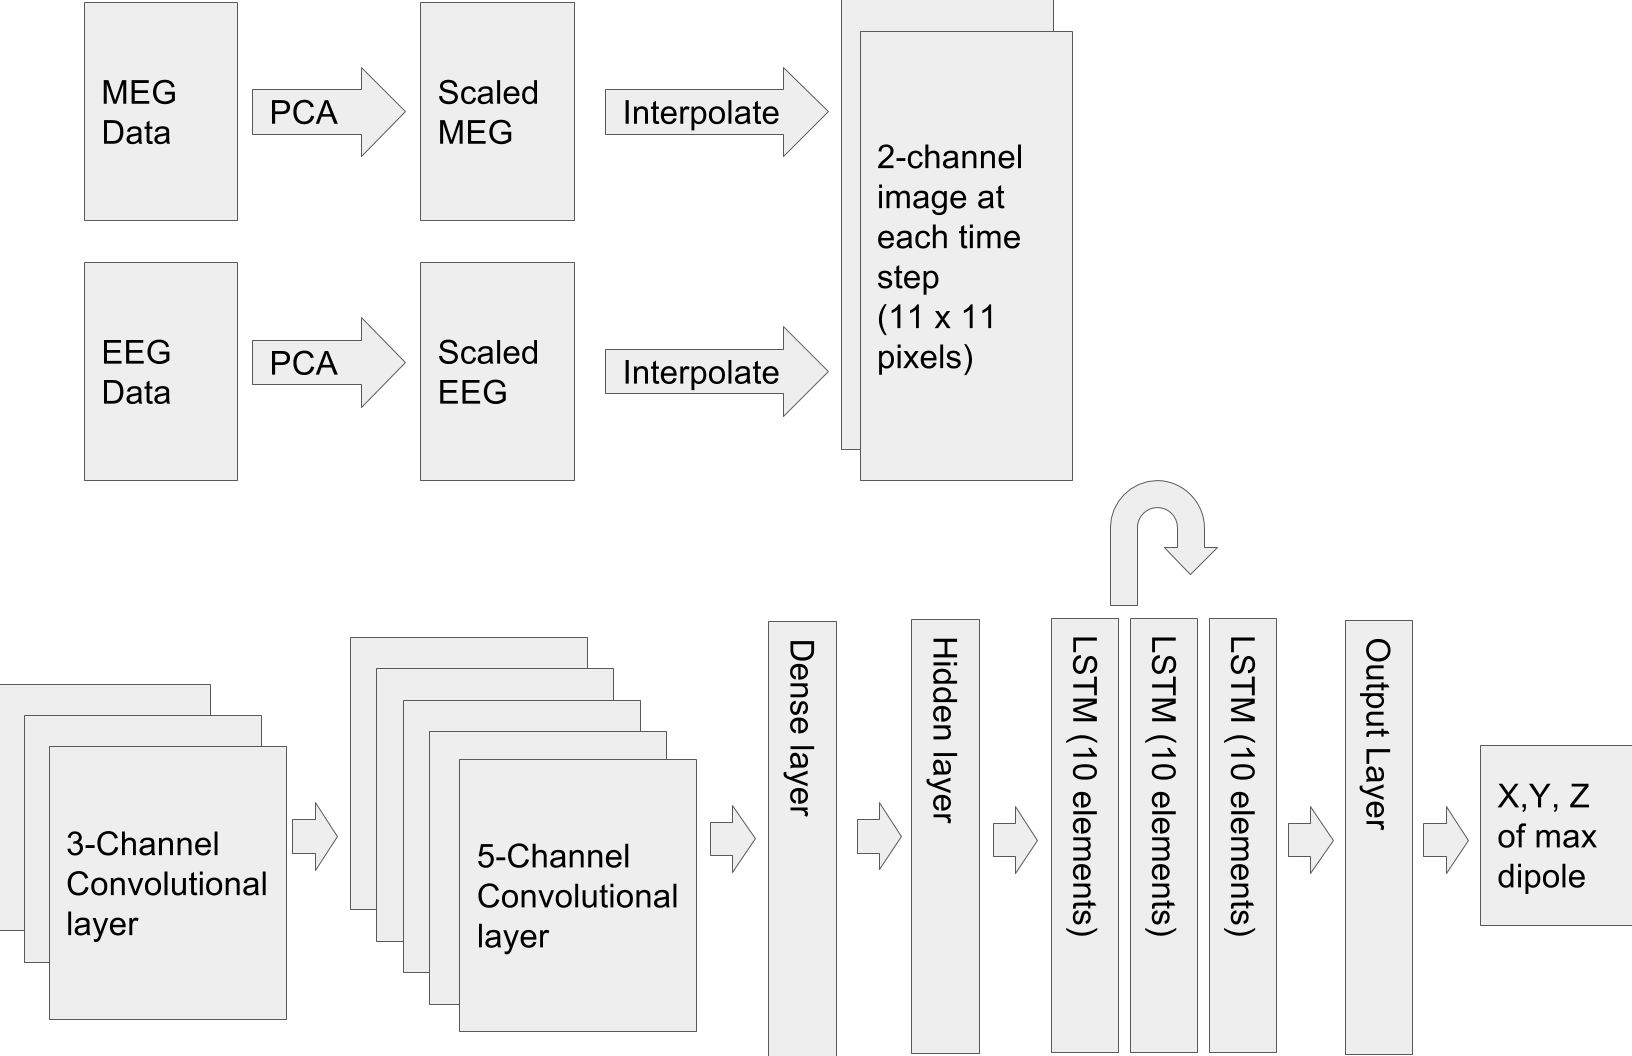 MEG
Data
PCA
Scaled
MEG
Interpolate
2-channel
image at
each time
step
(11 x 11
pixels)
EEG
Data
PCA
Scaled
EEG
Interpolate
3-Channel
Convolutional
layer
5-Channel
Convolutional
layer
Dense layer
Hidden layer
LSTM (10 elements)
LSTM (10 elements)
LSTM (10 elements)
Output Layer
X,Y, Z
of max
dipole